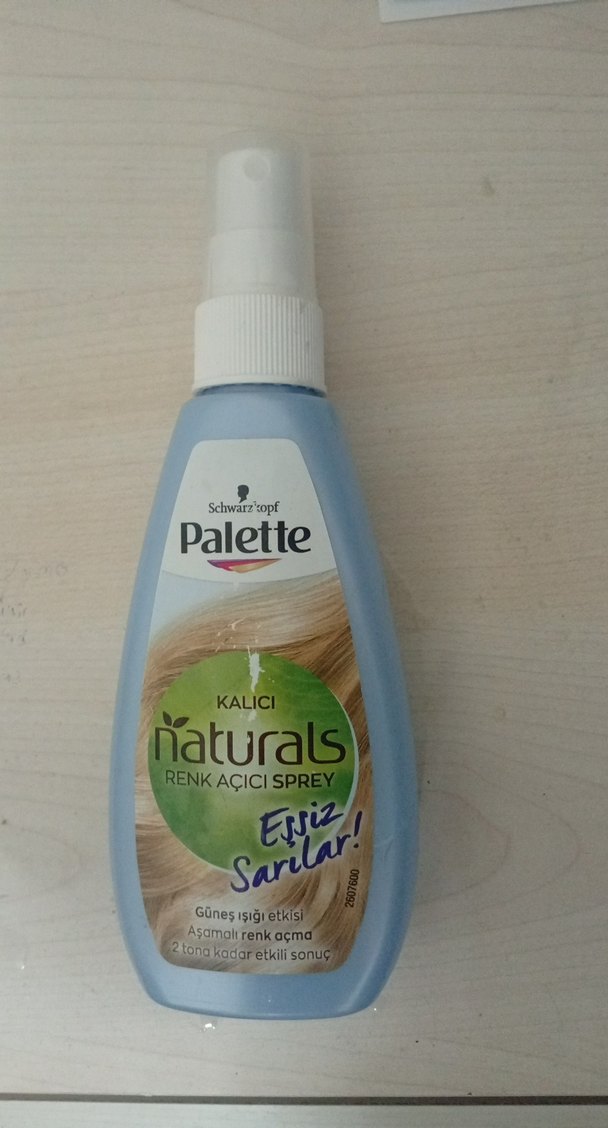 Schwarzkopf
Palette
KALICI
naturals
RENK AÇICI SPREY
Eşsiz
Sarılar!
2607600
Güneş ışığı etkisi
Aşamalı renk açma
2 tona kadar etkili sonuç